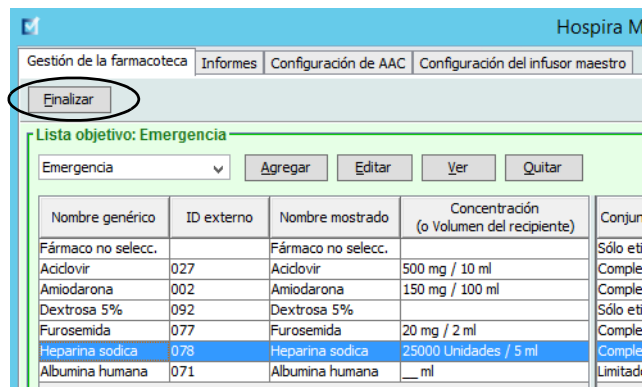 Hospira M
Gestión de la farmacoteca Informes Configuración de AAC Configuración del infusor maestro
Finalizar
Lista objetivo: Emergencia
Emergencia Agregar Editar Ver Quitar
Nombre genérico ID externo Nombre mostrado Concentración (o Volumen del recipiente) Conjun
Fármaco no selecc. Fármaco no selecc. Sólo eti
Aciclovir 027 Aciclovir 500 mg / 10 ml Comple
Amiodarona 002 Amiodarona 150 mg / 100 ml Comple
Dextrosa 5% 092 Dextrosa 5% Sólo eti
Furosemida 077 Furosemida 20 mg / 2 ml Comple
Heparina sodica 078 Heparina sodica 25000 Unidades / 5 ml Comple
Albumina humana 071 Albumina humana __ ml Limitad